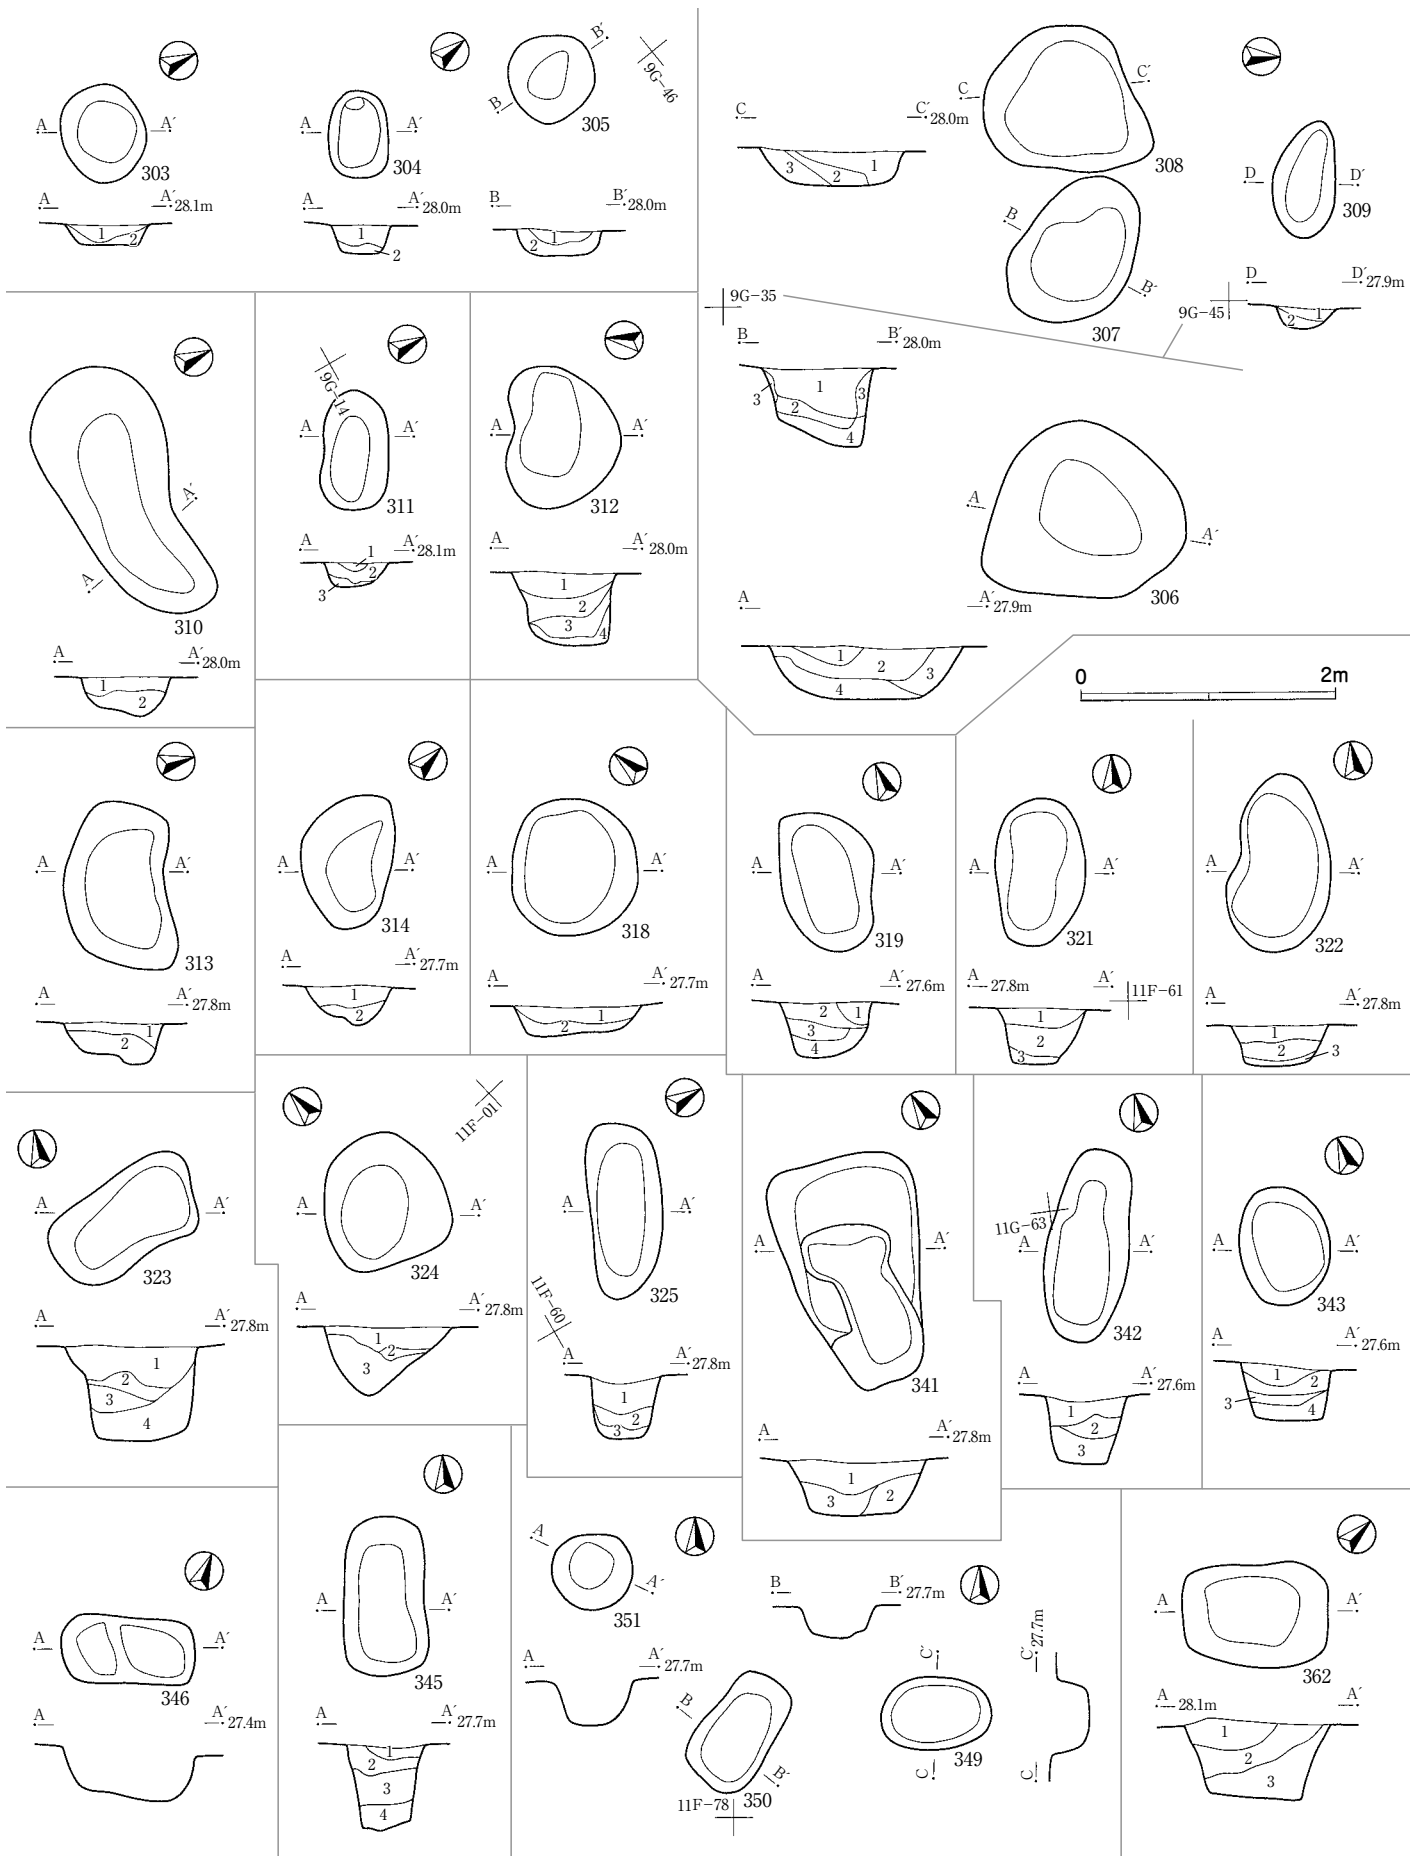 A A´ 303
A A´ 28.1m
1 2
A A´ 304
A A´ 28.0m
1 2
B B´ 305
9G-46
B B´ 28.0m
1 2
C C´ 308
C C´ 28.0m
3 2 1
B B´ 307
D D´ 309
D D´ 27.9m
2 1
9G-35
9G-45
B B´ 28.0m
1 3 3 2 4
A A´ 306
A A´ 27.9m
1 2 3 4
0 2m
A A´ 310
A A´ 28.0m
1 2
9G-14
A A´ 311
A A´ 28.1m
1 2 3
A A´ 312
A A´ 28.0m
1 2 3 4
A A´ 313
A A´ 27.8m
1 2
A A´ 314
A A´ 27.7m
1 2
A A´ 318
A A´ 27.7m
2 1
A A´ 319
A A´ 27.6m
2 1 3 4
A A´ 321
A 27.8m A´
11F-61
1 2 3
A A´ 322
A A´ 27.8m
1 2 3
A A´ 323
A A´ 27.8m
1 2 3 4
11F-01
A A´ 324
A A´ 27.8m
1 2 3
A A´ 325
11F-60
A A´ 27.8m
1 2 3
A A´ 341
A A´ 27.8m
1 3 2
11G-63
A A´ 342
A A´ 27.6m
1 2 3
A A´ 343
A A´ 27.6m
1 2 3 4
A A´ 346
A A´ 27.4m
A A´ 345
A A´ 27.7m
1 2 3 4
A A´ 351
A A´ 27.7m
B B´ 27.7m
B B´ 350
11F-78
C´ C 349
C´ 27.7m C
A A´ 362
A 28.1m A´
1 2 3